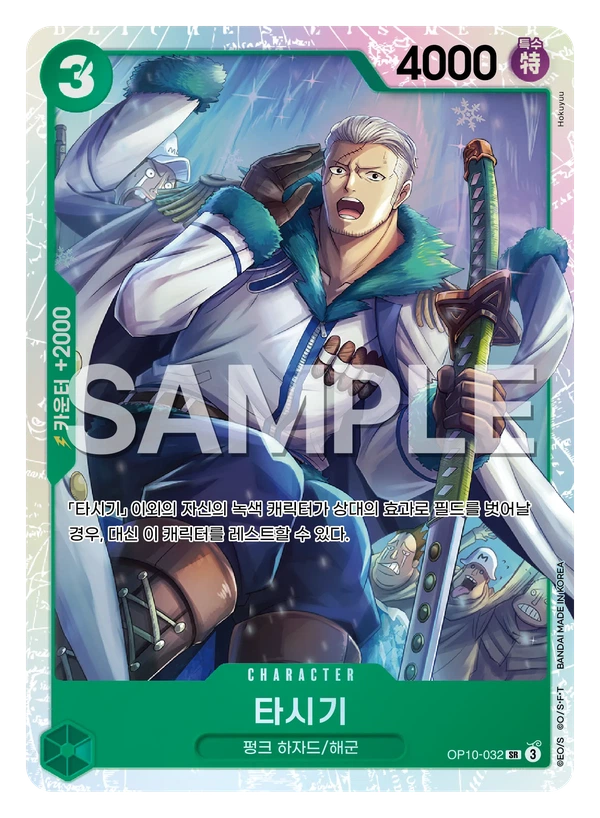 3
4000
특수
特
Hokuyuu
카운터 +2000
SAMPLE
「타시기」 이외의 자신의 녹색 캐릭터가 상대의 효과로 필드를 벗어날
경우, 대신 이 캐릭터를 레스트할 수 있다.
CHARACTER
타시기
펑크 하자드/해군
OP10-032 SR 3
©EO/S ©O/S·F·T BANDAI MADE IN KOREA